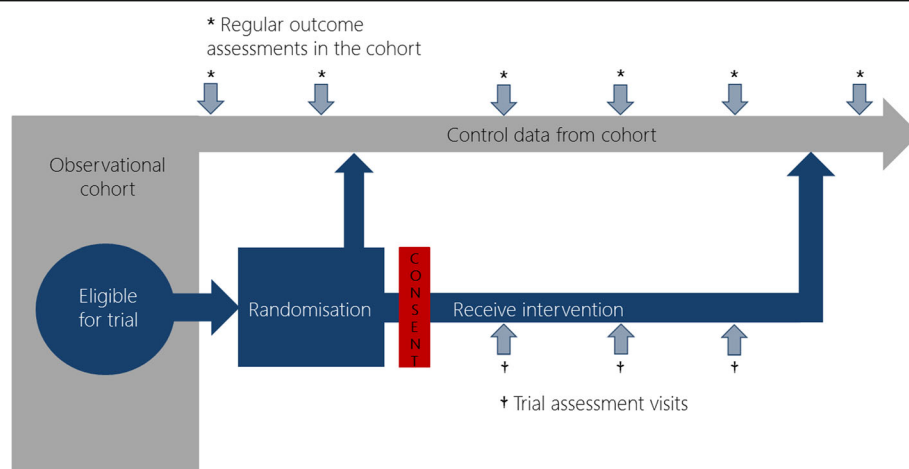 * Regular outcome
assessments in the cohort
* * * * * *
Control data from cohort
Observational
cohort
Eligible
for trial
Randomisation
CONSENT
Receive intervention
† † †
† Trial assessment visits